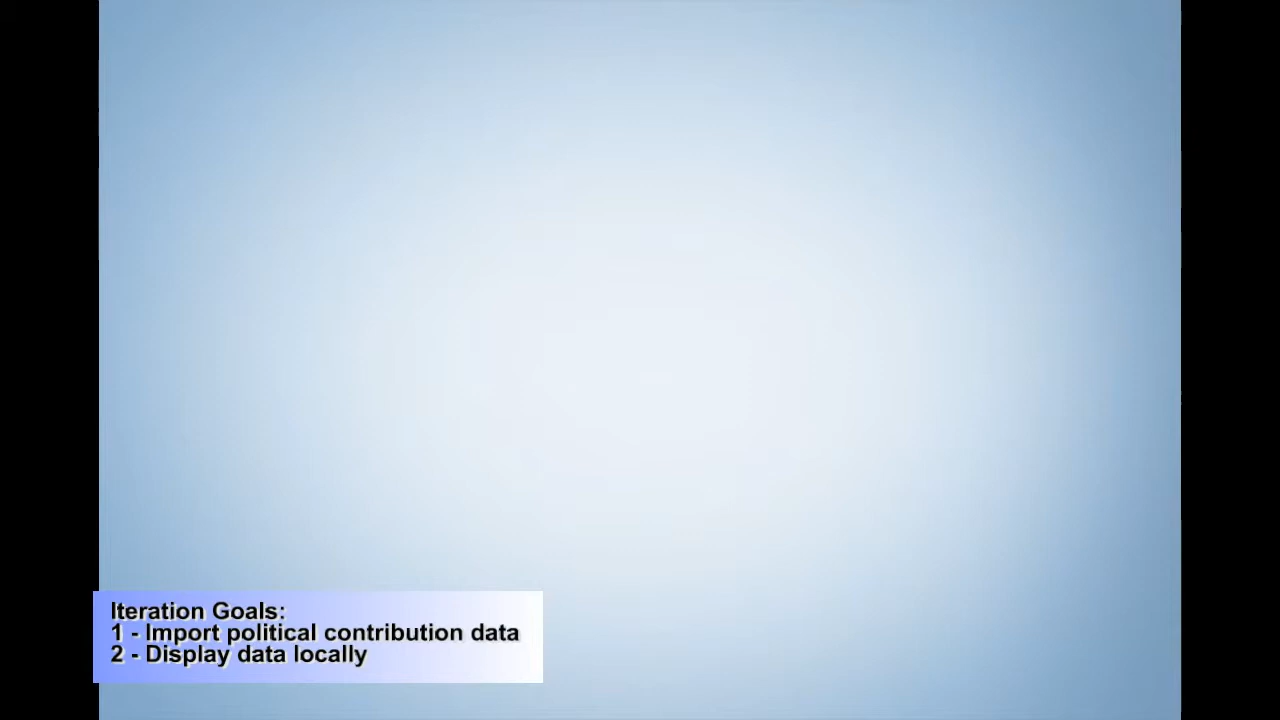 Iteration Goals:
1 - Import political contribution data
2 - Display data locally